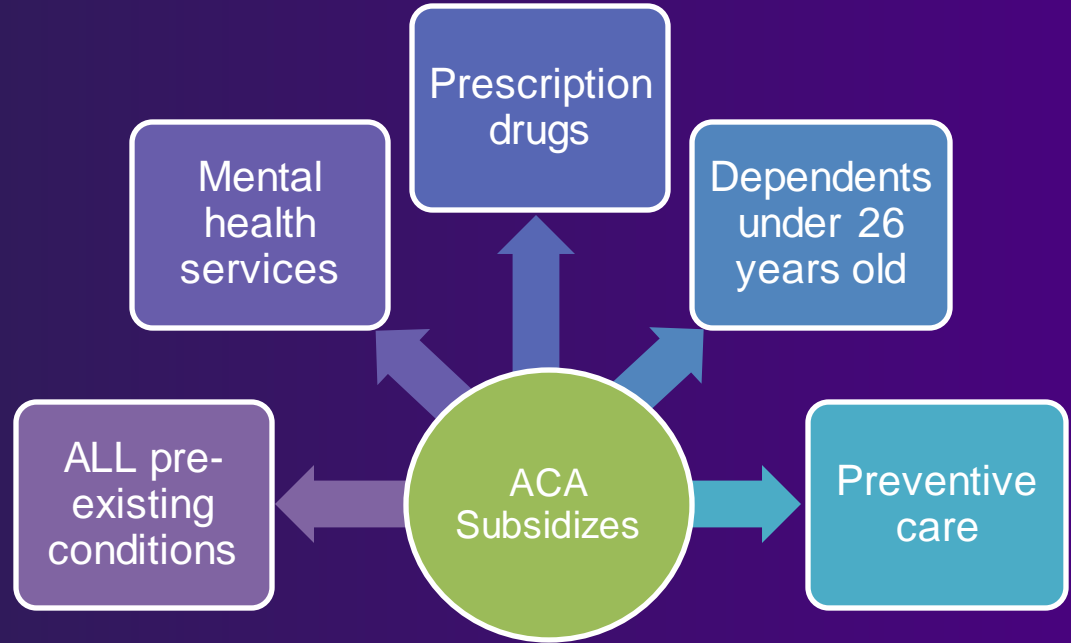 Prescription
drugs
Mental
health
services
Dependents
under 26
years old
ALL pre-
existing
conditions
ACA
Subsidizes
Preventive
care